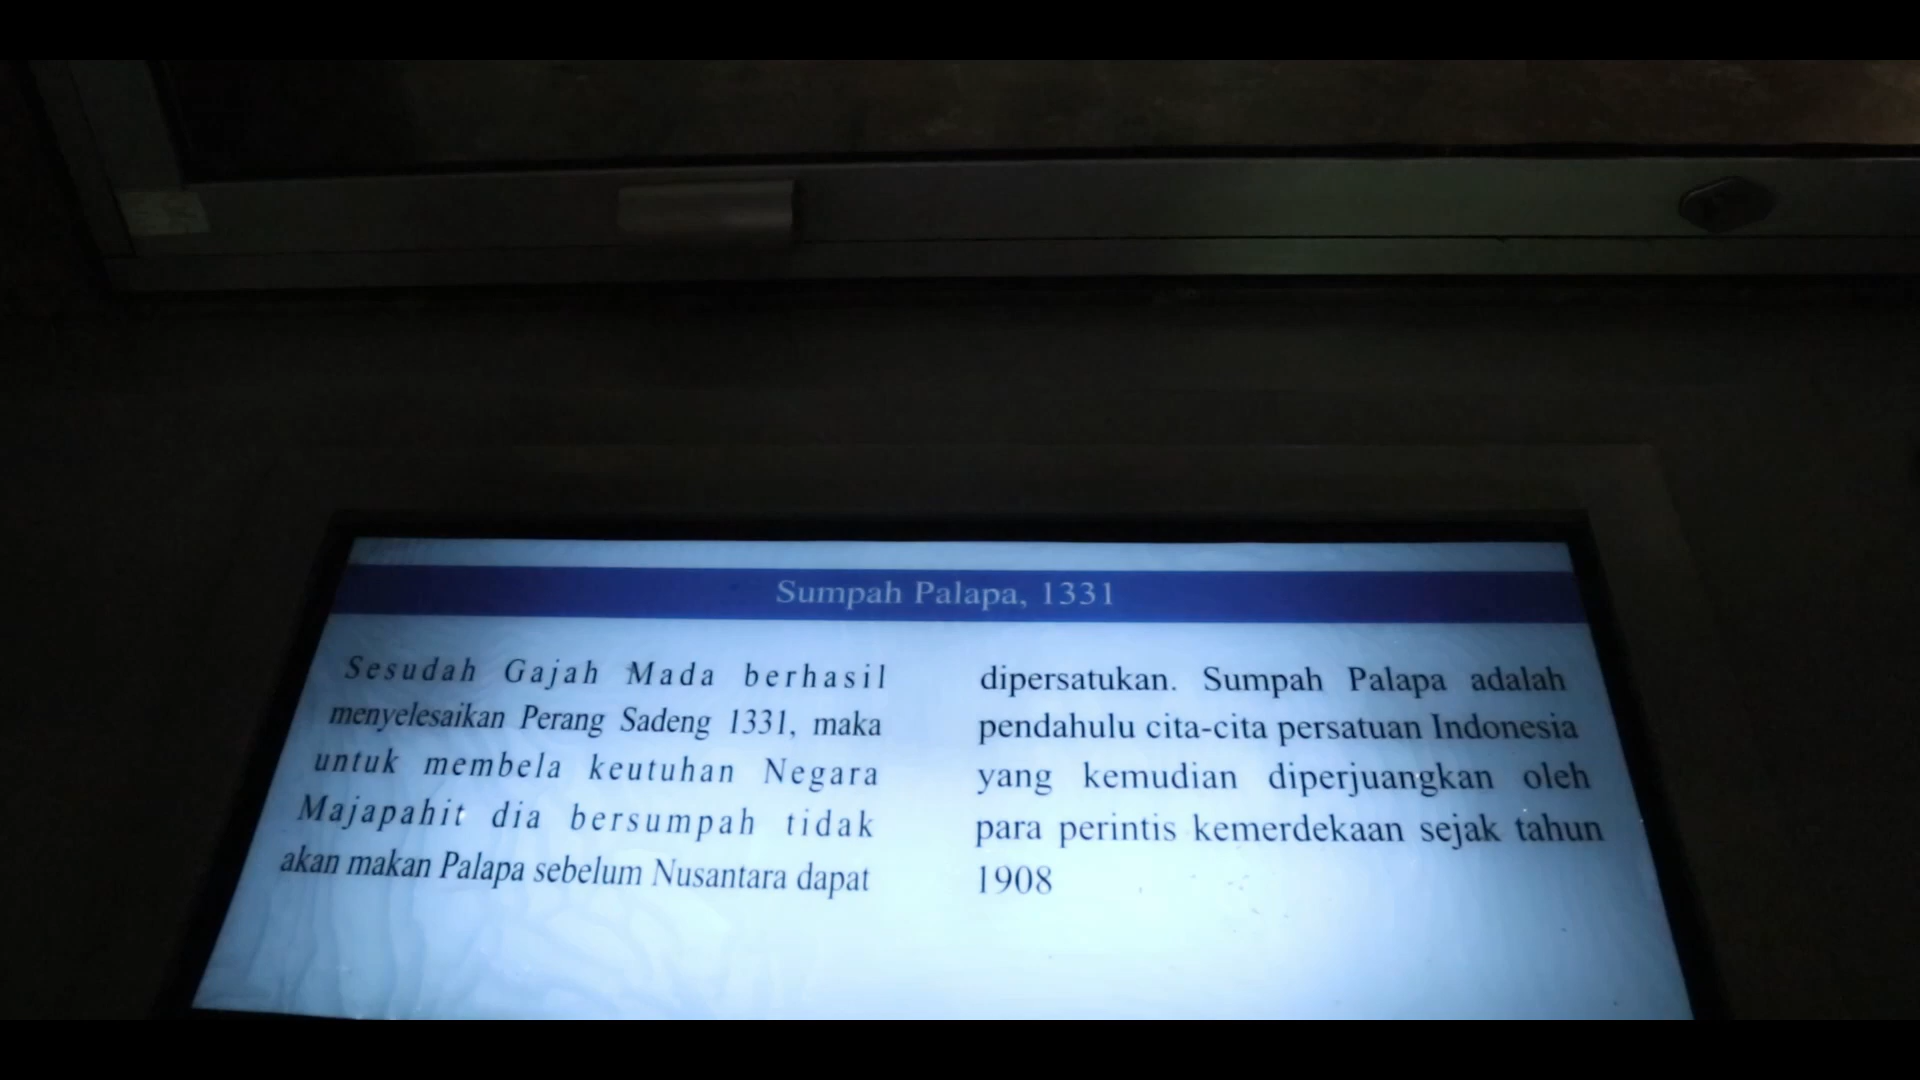 Sumpah Palapa, 1331
Sesudah Gajah Mada berhasil
menyelesaikan Perang Sadeng 1331, maka
untuk membela keutuhan Negara
Majapahit dia bersumpah tidak
akan makan Palapa sebelum Nusantara dapat
dipersatukan. Sumpah Palapa adalah
pendahulu cita-cita persatuan Indonesia
yang kemudian diperjuangkan oleh
para perintis kemerdekaan sejak tahun
1908